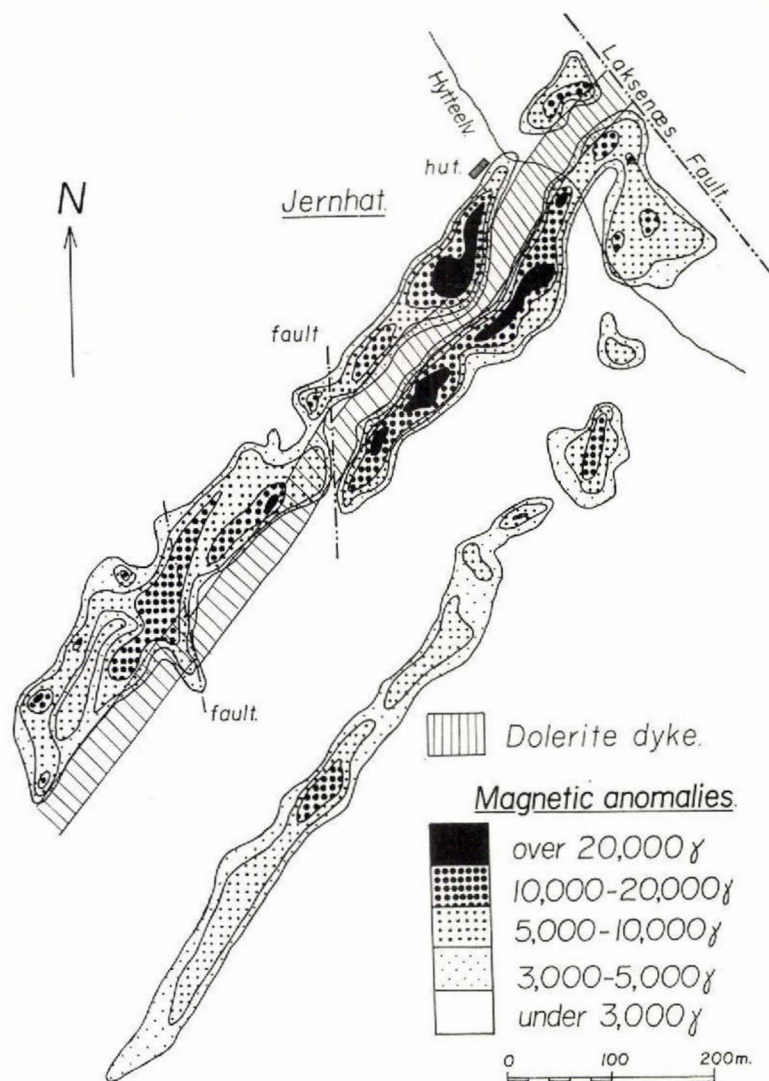 Laksenæs Fault.
Hytteelv.
hut.
Jernhat.
N
fault
fault.
Dolerite dyke.
Magnetic anomalies.
over 20,000 γ
10,000-20,000 γ
5,000-10,000 γ
3,000-5,000 γ
under 3,000 γ
0 100 200 m.